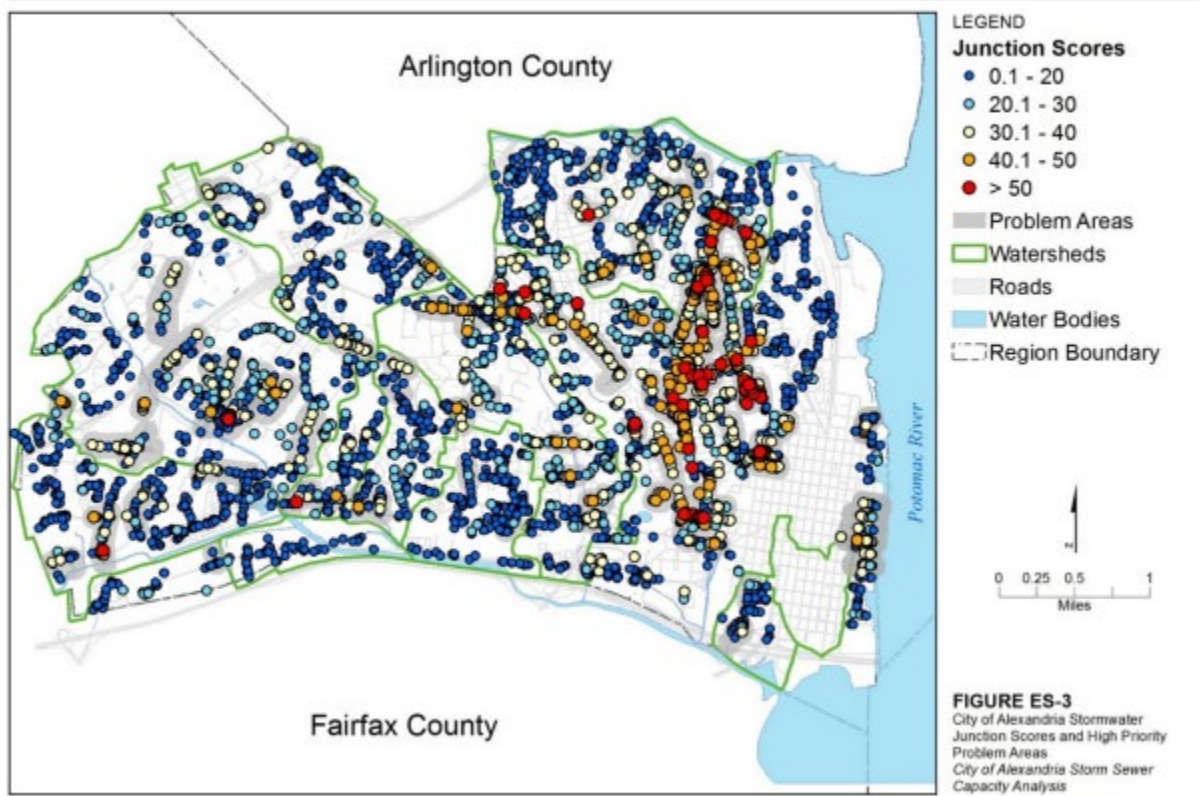 Arlington County
Fairfax County
Potomac River
LEGEND
Junction Scores
0.1 - 20
20.1 - 30
30.1 - 40
40.1 - 50
> 50
Problem Areas
Watersheds
Roads
Water Bodies
Region Boundary
z
0 0.25 0.5 1
Miles
FIGURE ES-3
City of Alexandria Stormwater
Junction Scores and High Priority
Problem Areas
City of Alexandria Storm Sewer
Capacity Analysis